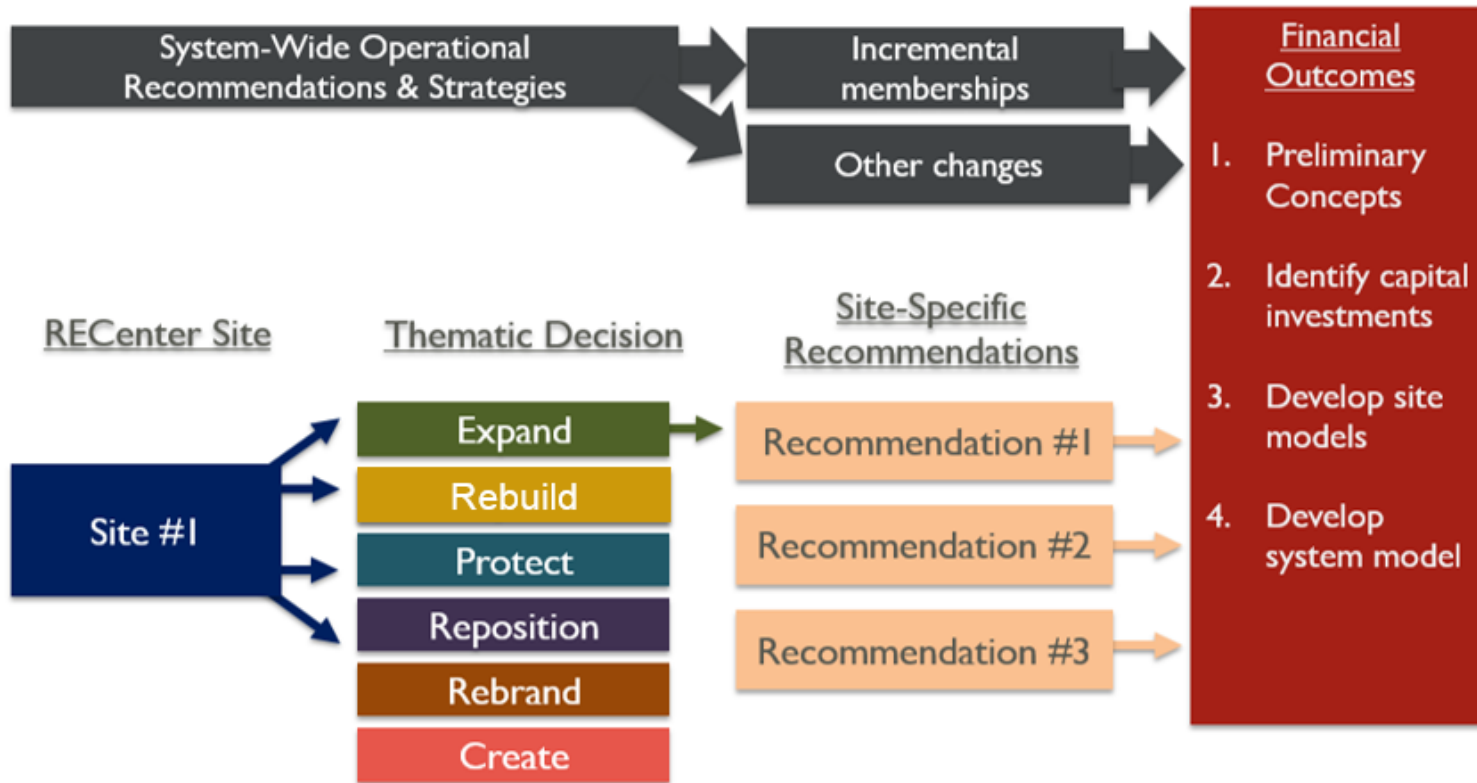 System-Wide Operational
Recommendations & Strategies
Incremental
memberships
Other changes
Financial
Outcomes
1. Preliminary
Concepts
2. Identify capital
investments
3. Develop site
models
4. Develop
system model
RECenter Site
Thematic Decision
Site-Specific
Recommendations
Site #1
Expand
Rebuild
Protect
Reposition
Rebrand
Create
Recommendation #1
Recommendation #2
Recommendation #3